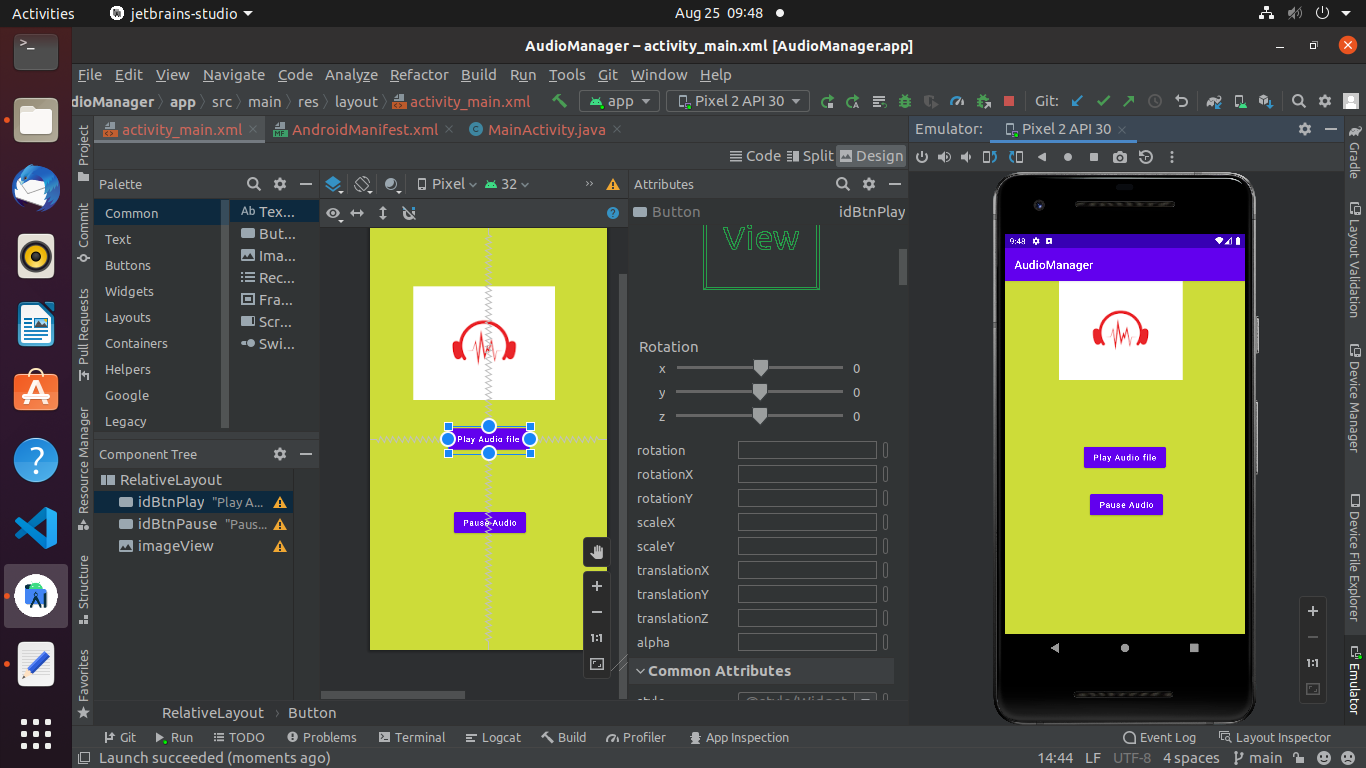 Activities
jetbrains-studio
Aug 25 09:48
AudioManager – activity_main.xml [AudioManager.app]
File Edit View Navigate Code Analyze Refactor Build Run Tools Git Window Help
dioManager app src main res layout activity_main.xml
app
Pixel 2 API 30
Git:
activity_main.xml
AndroidManifest.xml
MainActivity.java
Emulator: Pixel 2 API 30
Code Split Design
Project
Commit
Pull Requests
Resource Manager
Structure
Favorites
Palette
Common
Text
Buttons
Widgets
Layouts
Containers
Helpers
Google
Legacy
Ab Tex...
But...
Ima...
Rec...
Fra...
Scr...
Swi...
Component Tree
RelativeLayout
idBtnPlay "Play A...
idBtnPause "Paus...
imageView
Pixel
32
Play Audio file
Pause Audio
1:1
Attributes
Button idBtnPlay
View
Rotation
x 0
y 0
z 0
rotation
rotationX
rotationY
scaleX
scaleY
translationX
translationY
translationZ
alpha
Common Attributes
style @style/Widget
9:48
AudioManager
Play Audio file
Pause Audio
1:1
Gradle
Layout Validation
Device Manager
Device File Explorer
Emulator
RelativeLayout Button
Git Run TODO Problems Terminal Logcat Build Profiler App Inspection
Event Log Layout Inspector
Launch succeeded (moments ago)
14:44 LF UTF-8 4 spaces main